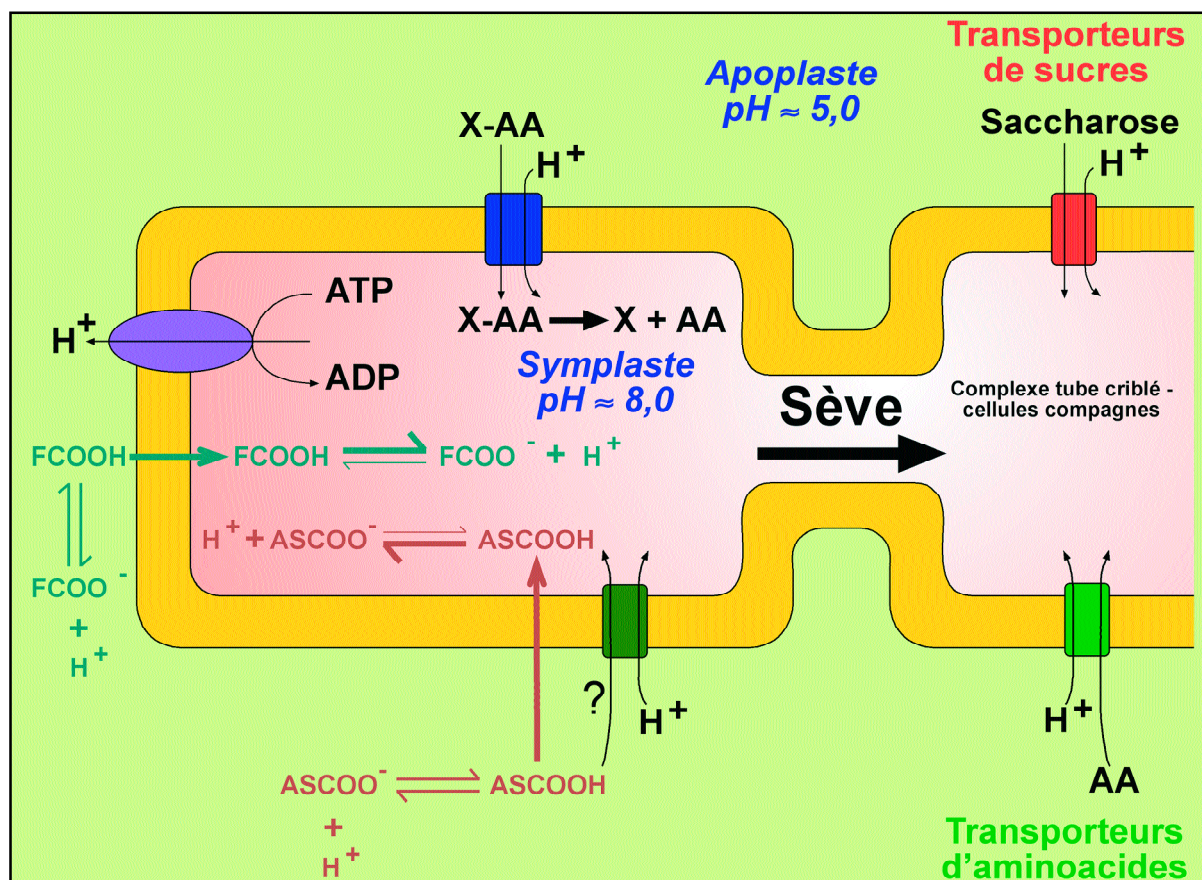 Transporteurs
de sucres
Apoplaste
pH ≈ 5,0
X-AA
H+
Saccharose
H+
ATP
H+
ADP
X-AA X + AA
Symplaste
pH ≈ 8,0
Sève
Complexe tube criblé -
cellules compagnes
FCOOH FCOOH FCOO- + H+
H+ + ASCOO- ASCOOH
FCOO-
+
H+
?
H+
H+
ASCOO- ASCOOH
AA
+
H+
Transporteurs
d'aminoacides